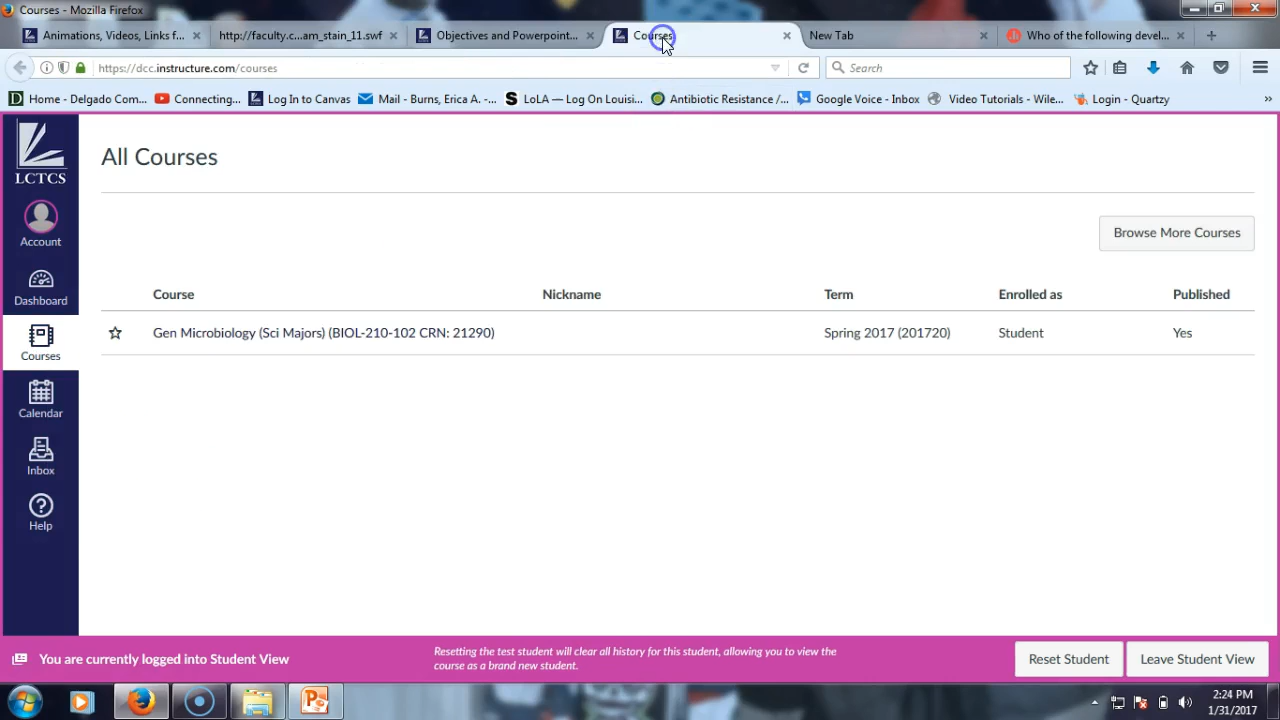 Courses - Mozilla Firefox
Animations, Videos, Links f...
http://faculty.c...am_stain_11.swf
Objectives and Powerpoint...
Courses
New Tab
Who of the following devel...
https://dcc.instructure.com/courses
Search
Home - Delgado Com...
Connecting...
Log In to Canvas
Mail - Burns, Erica A. -...
LoLA — Log On Louisi...
Antibiotic Resistance /...
Google Voice - Inbox
Video Tutorials - Wile...
Login - Quartzy
LCTCS
Account
Dashboard
Courses
Calendar
Inbox
Help
All Courses
Browse More Courses
Course Nickname Term Enrolled as Published
Gen Microbiology (Sci Majors) (BIOL-210-102 CRN: 21290) Spring 2017 (201720) Student Yes
You are currently logged into Student View
Resetting the test student will clear all history for this student, allowing you to view the
course as a brand new student.
Reset Student
Leave Student View
2:24 PM
1/31/2017